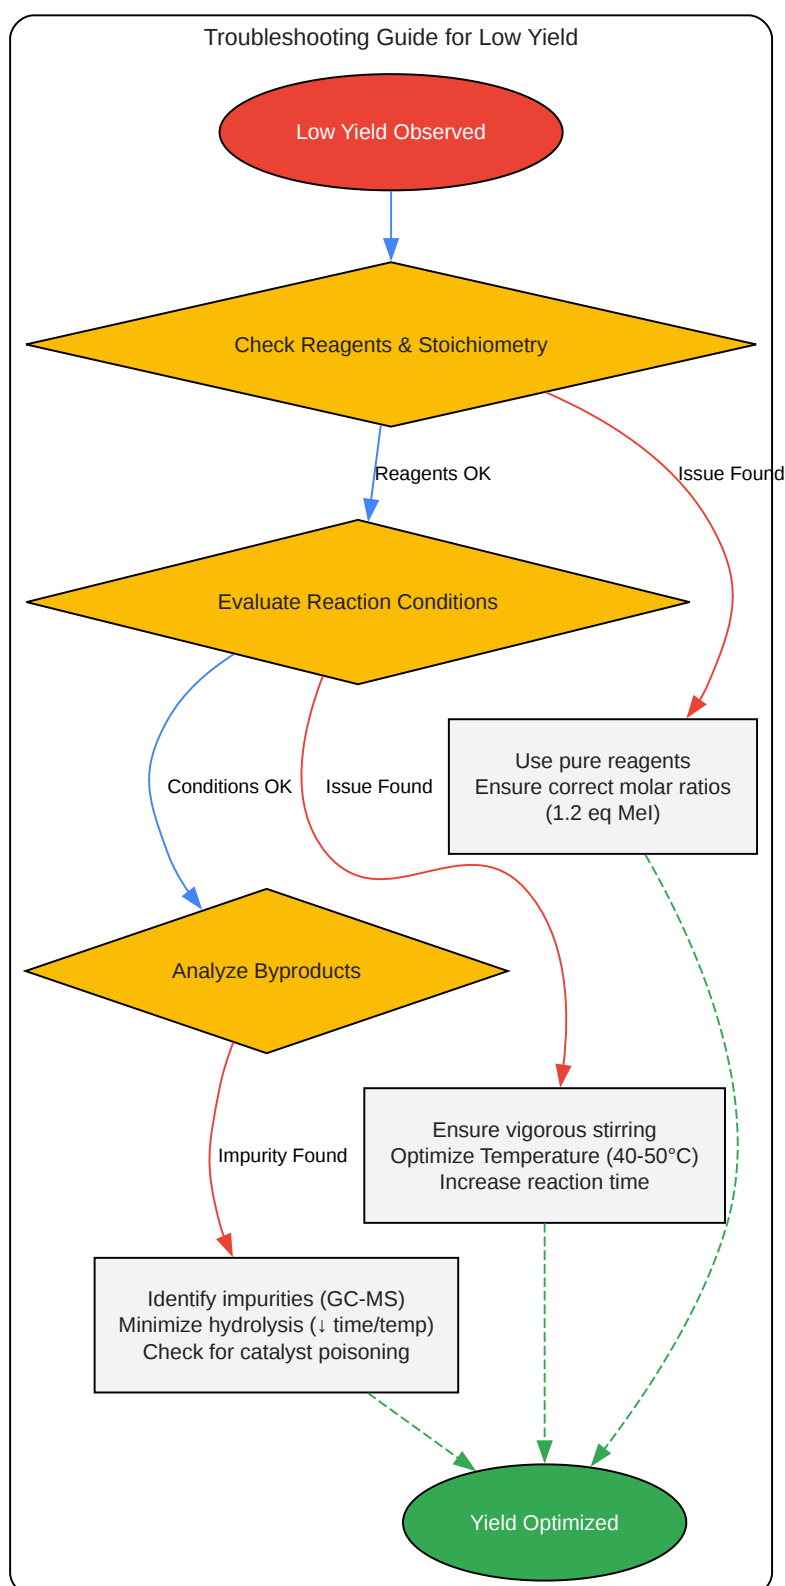 Troubleshooting Guide for Low Yield
Low Yield Observed
Check Reagents & Stoichiometry
Reagents OK
Issue Found
Evaluate Reaction Conditions
Use pure reagents
Ensure correct molar ratios
(1.2 eq MeI)
Conditions OK
Issue Found
Analyze Byproducts
Ensure vigorous stirring
Optimize Temperature (40-50°C)
Increase reaction time
Impurity Found
Identify impurities (GC-MS)
Minimize hydrolysis (↓ time/temp)
Check for catalyst poisoning
Yield Optimized